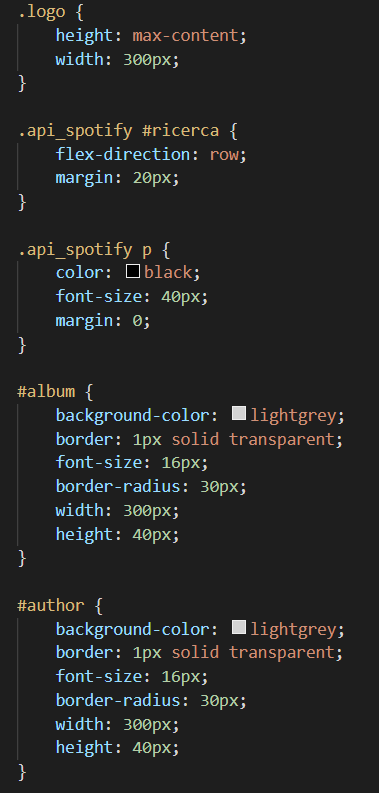 .logo {
    height: max-content;
    width: 300px;
}

.api_spotify #ricerca {
    flex-direction: row;
    margin: 20px;
}

.api_spotify p {
    color: black;
    font-size: 40px;
    margin: 0;
}

#album {
    background-color: lightgrey;
    border: 1px solid transparent;
    font-size: 16px;
    border-radius: 30px;
    width: 300px;
    height: 40px;
}

#author {
    background-color: lightgrey;
    border: 1px solid transparent;
    font-size: 16px;
    border-radius: 30px;
    width: 300px;
    height: 40px;
}